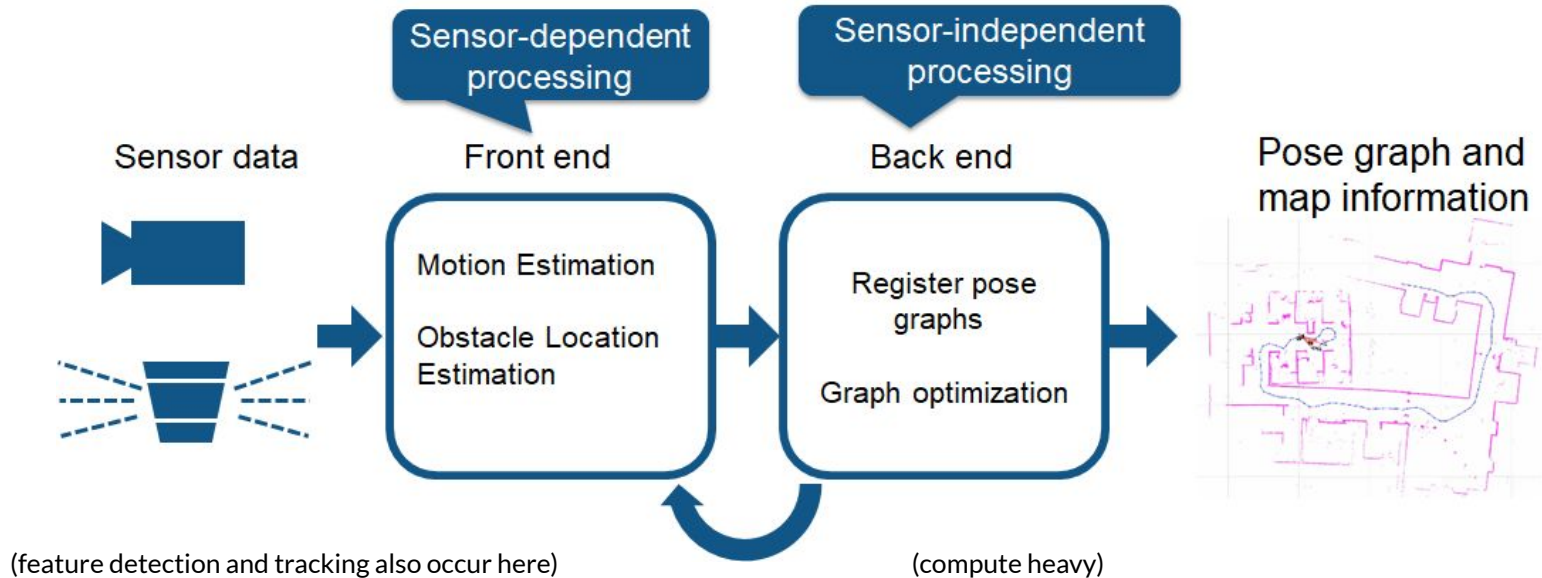 Sensor-dependent
processing
Sensor-independent
processing
Sensor data
Front end
Back end
Pose graph and
map information
Motion Estimation
Obstacle Location
Estimation
Register pose
graphs
Graph optimization
(feature detection and tracking also occur here)
(compute heavy)